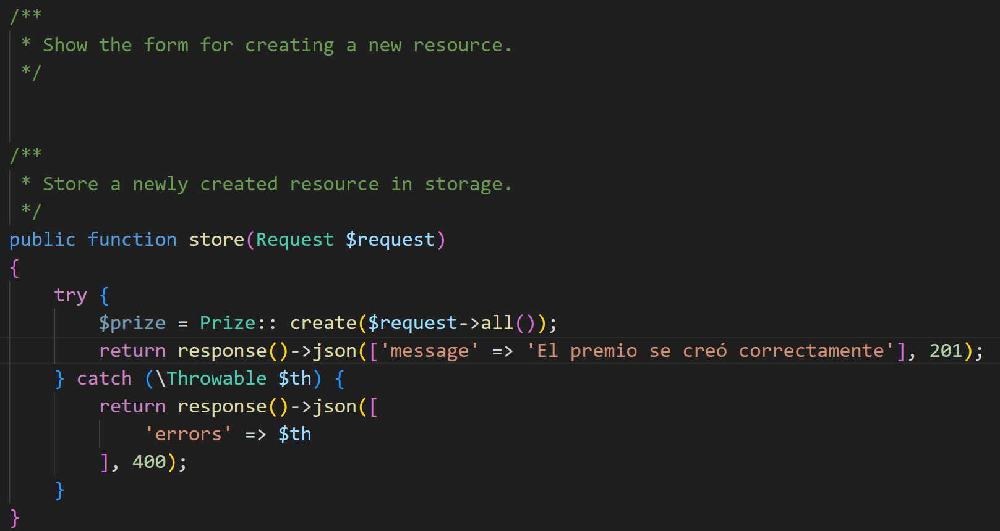 /**
 * Show the form for creating a new resource.
 */
/**
 * Store a newly created resource in storage.
 */
public function store(Request $request)
{
    try {
        $prize = Prize:: create($request->all());
        return response()->json(['message' => 'El premio se creó correctamente'], 201);
    } catch (\Throwable $th) {
        return response()->json([
            'errors' => $th
        ], 400);
    }
}